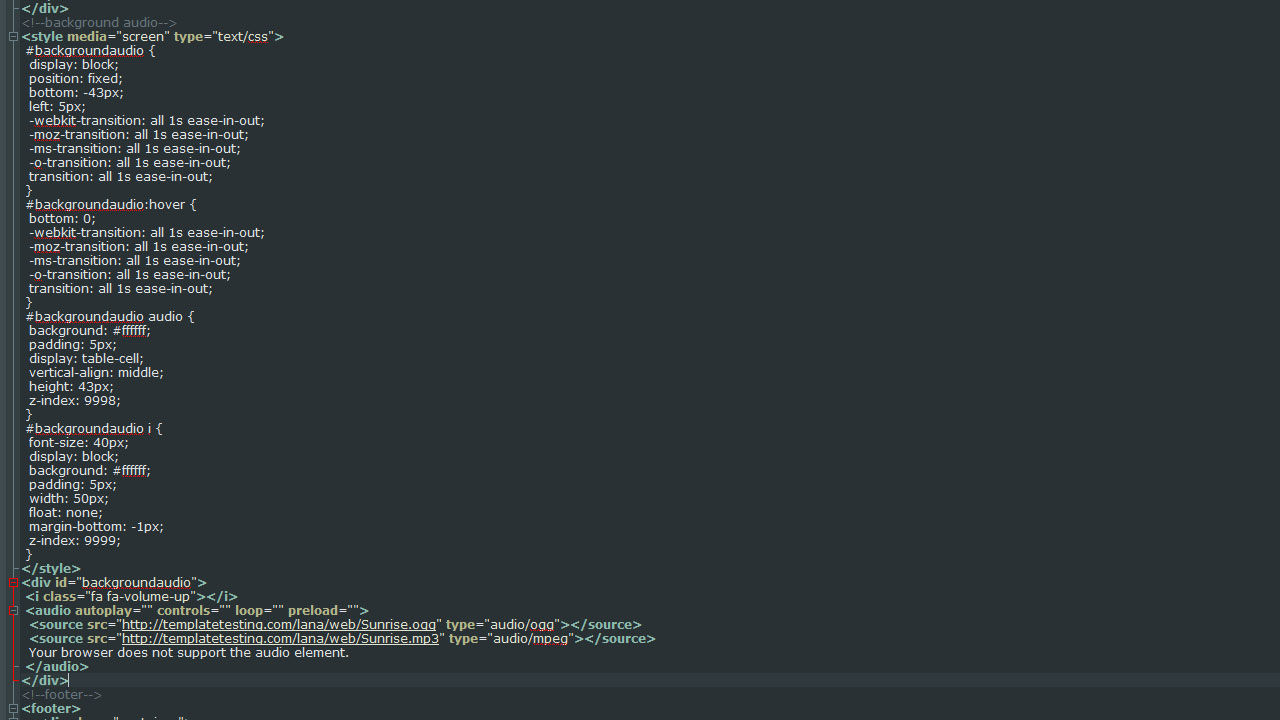 </div>
<!--background audio-->
<style media="screen" type="text/css">
#backgroundaudio {
display: block;
position: fixed;
bottom: -43px;
left: 5px;
-webkit-transition: all 1s ease-in-out;
-moz-transition: all 1s ease-in-out;
-ms-transition: all 1s ease-in-out;
-o-transition: all 1s ease-in-out;
transition: all 1s ease-in-out;
}
#backgroundaudio:hover {
bottom: 0;
-webkit-transition: all 1s ease-in-out;
-moz-transition: all 1s ease-in-out;
-ms-transition: all 1s ease-in-out;
-o-transition: all 1s ease-in-out;
transition: all 1s ease-in-out;
}
#backgroundaudio audio {
background: #ffffff;
padding: 5px;
display: table-cell;
vertical-align: middle;
height: 43px;
z-index: 9998;
}
#backgroundaudio i {
font-size: 40px;
display: block;
background: #ffffff;
padding: 5px;
width: 50px;
float: none;
margin-bottom: -1px;
z-index: 9999;
}
</style>
<div id="backgroundaudio">
<i class="fa fa-volume-up"></i>
<audio autoplay="" controls="" loop="" preload="">
<source src="http://templatetesting.com/lana/web/Sunrise.ogg" type="audio/ogg"></source>
<source src="http://templatetesting.com/lana/web/Sunrise.mp3" type="audio/mpeg"></source>
Your browser does not support the audio element.
</audio>
</div>
<!--footer-->
<footer>